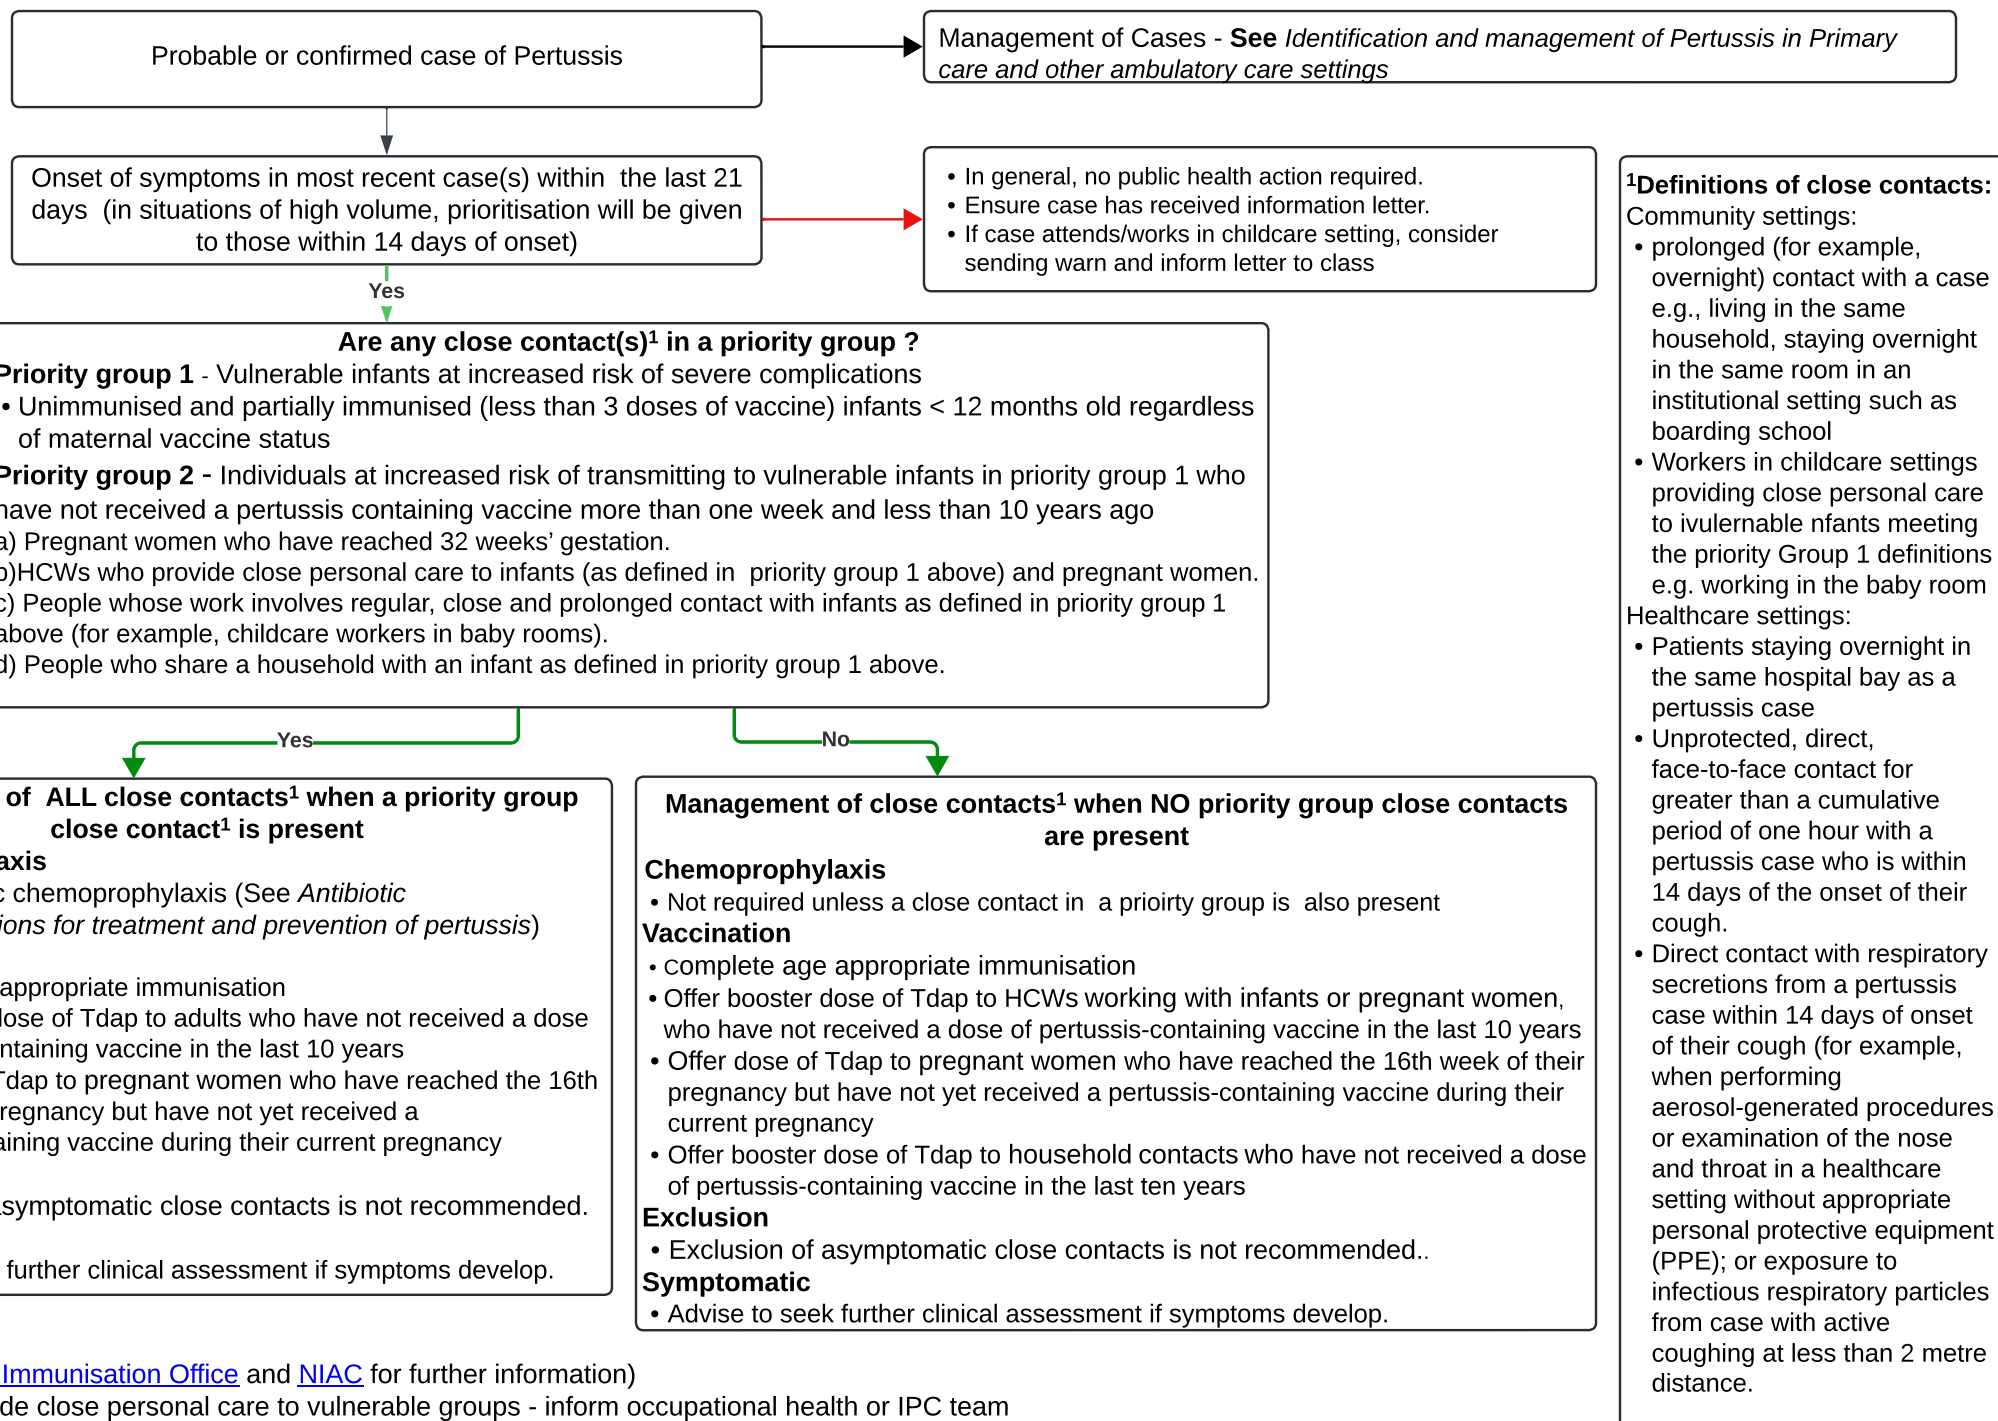 Probable or confirmed case of Pertussis
Management of Cases - See Identification and management of Pertussis in Primary
care and other ambulatory care settings
Onset of symptoms in most recent case(s) within the last 21
days (in situations of high volume, prioritisation will be given
to those within 14 days of onset)
• In general, no public health action required.
• Ensure case has received information letter.
• If case attends/works in childcare setting, consider
sending warn and inform letter to class
Yes
Are any close contact(s)¹ in a priority group ?
Priority group 1 - Vulnerable infants at increased risk of severe complications
• Unimmunised and partially immunised (less than 3 doses of vaccine) infants < 12 months old regardless
of maternal vaccine status
Priority group 2 - Individuals at increased risk of transmitting to vulnerable infants in priority group 1 who
have not received a pertussis containing vaccine more than one week and less than 10 years ago
a) Pregnant women who have reached 32 weeks’ gestation.
b)HCWs who provide close personal care to infants (as defined in priority group 1 above) and pregnant women.
c) People whose work involves regular, close and prolonged contact with infants as defined in priority group 1
above (for example, childcare workers in baby rooms).
d) People who share a household with an infant as defined in priority group 1 above.
Yes
No
of ALL close contacts¹ when a priority group
close contact¹ is present
axis
c chemoprophylaxis (See Antibiotic
ions for treatment and prevention of pertussis)
appropriate immunisation
dose of Tdap to adults who have not received a dose
ntaining vaccine in the last 10 years
Tdap to pregnant women who have reached the 16th
regnancy but have not yet received a
aining vaccine during their current pregnancy
asymptomatic close contacts is not recommended.
further clinical assessment if symptoms develop.
Management of close contacts¹ when NO priority group close contacts
are present
Chemoprophylaxis
• Not required unless a close contact in a prioirty group is also present
Vaccination
• Complete age appropriate immunisation
• Offer booster dose of Tdap to HCWs working with infants or pregnant women,
who have not received a dose of pertussis-containing vaccine in the last 10 years
• Offer dose of Tdap to pregnant women who have reached the 16th week of their
pregnancy but have not yet received a pertussis-containing vaccine during their
current pregnancy
• Offer booster dose of Tdap to household contacts who have not received a dose
of pertussis-containing vaccine in the last ten years
Exclusion
• Exclusion of asymptomatic close contacts is not recommended..
Symptomatic
• Advise to seek further clinical assessment if symptoms develop.
Immunisation Office and NIAC for further information)
de close personal care to vulnerable groups - inform occupational health or IPC team
¹Definitions of close contacts:
Community settings:
• prolonged (for example,
overnight) contact with a case
e.g., living in the same
household, staying overnight
in the same room in an
institutional setting such as
boarding school
• Workers in childcare settings
providing close personal care
to ivulernable nfants meeting
the priority Group 1 definitions
e.g. working in the baby room
Healthcare settings:
• Patients staying overnight in
the same hospital bay as a
pertussis case
• Unprotected, direct,
face-to-face contact for
greater than a cumulative
period of one hour with a
pertussis case who is within
14 days of the onset of their
cough.
• Direct contact with respiratory
secretions from a pertussis
case within 14 days of onset
of their cough (for example,
when performing
aerosol-generated procedures
or examination of the nose
and throat in a healthcare
setting without appropriate
personal protective equipment
(PPE); or exposure to
infectious respiratory particles
from case with active
coughing at less than 2 metre
distance.